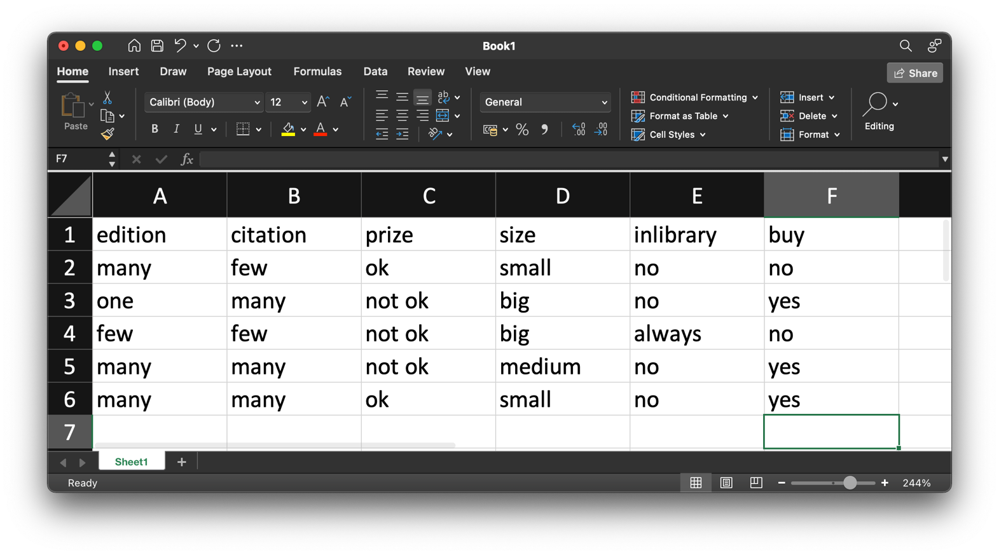 Book1
Home Insert Draw Page Layout Formulas Data Review View Share
Paste Calibri (Body) 12 General Conditional Formatting Format as Table Cell Styles Insert Delete Format Editing
F7 fx
A B C D E F
1 edition citation prize size inlibrary buy
2 many few ok small no no
3 one many not ok big no yes
4 few few not ok big always no
5 many many not ok medium no yes
6 many many ok small no yes
7
Sheet1 +
Ready 244%